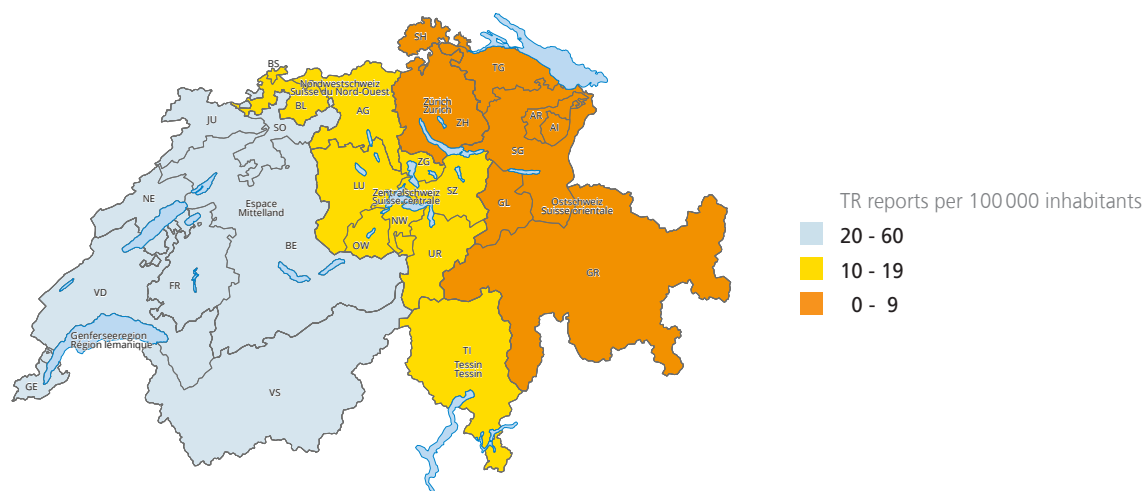 SH
BS
TG
Nordwestschweiz
Suisse du Nord-Ouest
BL
AG
Zürich
Zurich
ZH
JU
SO
AR
AI
SG
ZG
LU
SZ
Zentralschweiz
Suisse centrale
NE
Espace
Mittelland
GL
Ostschweiz
Suisse orientale
TR reports per 100 000 inhabitants
NW
OW
BE
UR
20 - 60
10 - 19
0 - 9
GR
FR
VD
Genferseeregion
Région lémanique
TI
Tessin
Tessin
GE
VS